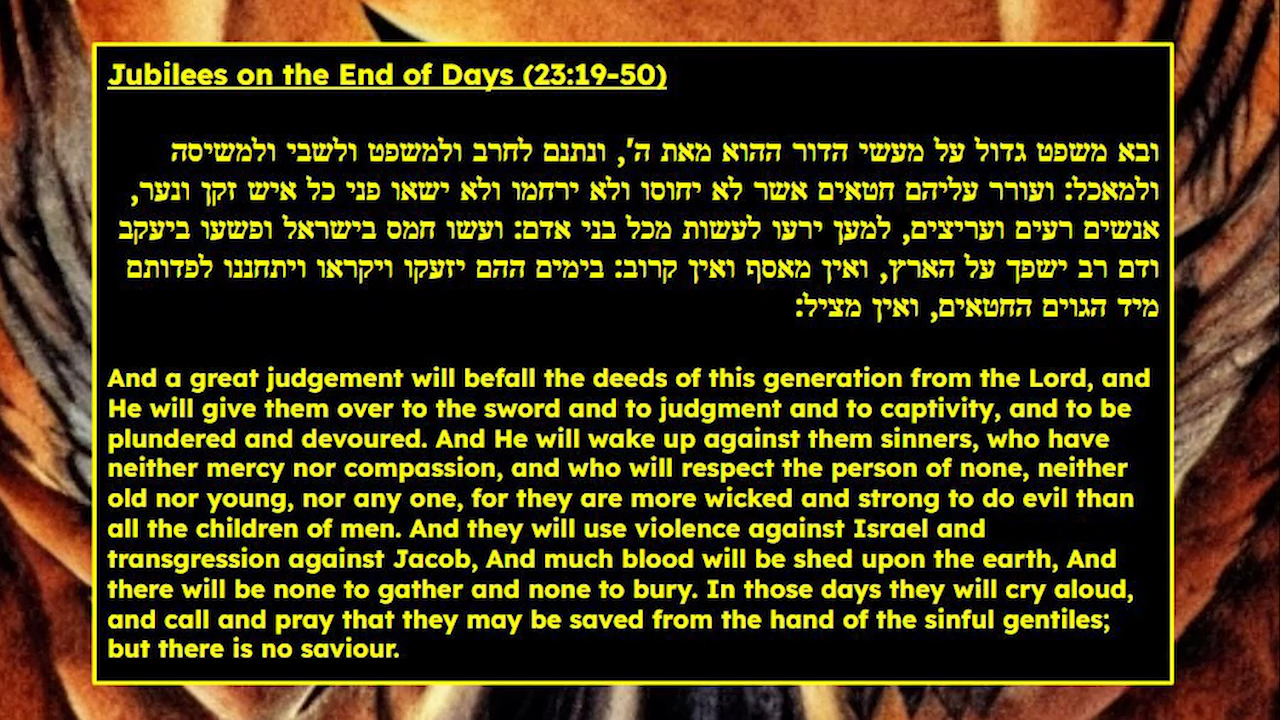 Jubilees on the End of Days (23:19-50)
ובא משפט גדול על מעשי הדור ההוא מאת ה', ונתנם לחרב ולמשפט ולשבי ולמשיסה
ולמאכל: ועורר עליהם חטאים אשר לא יחוסו ולא ירחמו ולא ישאו פני כל איש זקן ונער,
אנשים רעים ועריצים, למען ירעו לעשות מכל בני אדם: ועשו חמס בישראל ופשעו ביעקב
ודם רב ישפך על הארץ, ואין מאסף ואין קרוב: בימים ההם יזעקו ויקראו ויתחננו לפדותם
מיד הגוים החטאים, ואין מציל:
And a great judgement will befall the deeds of this generation from the Lord, and
He will give them over to the sword and to judgment and to captivity, and to be
plundered and devoured. And He will wake up against them sinners, who have
neither mercy nor compassion, and who will respect the person of none, neither
old nor young, nor any one, for they are more wicked and strong to do evil than
all the children of men. And they will use violence against Israel and
transgression against Jacob, And much blood will be shed upon the earth, And
there will be none to gather and none to bury. In those days they will cry aloud,
and call and pray that they may be saved from the hand of the sinful gentiles;
but there is no saviour.